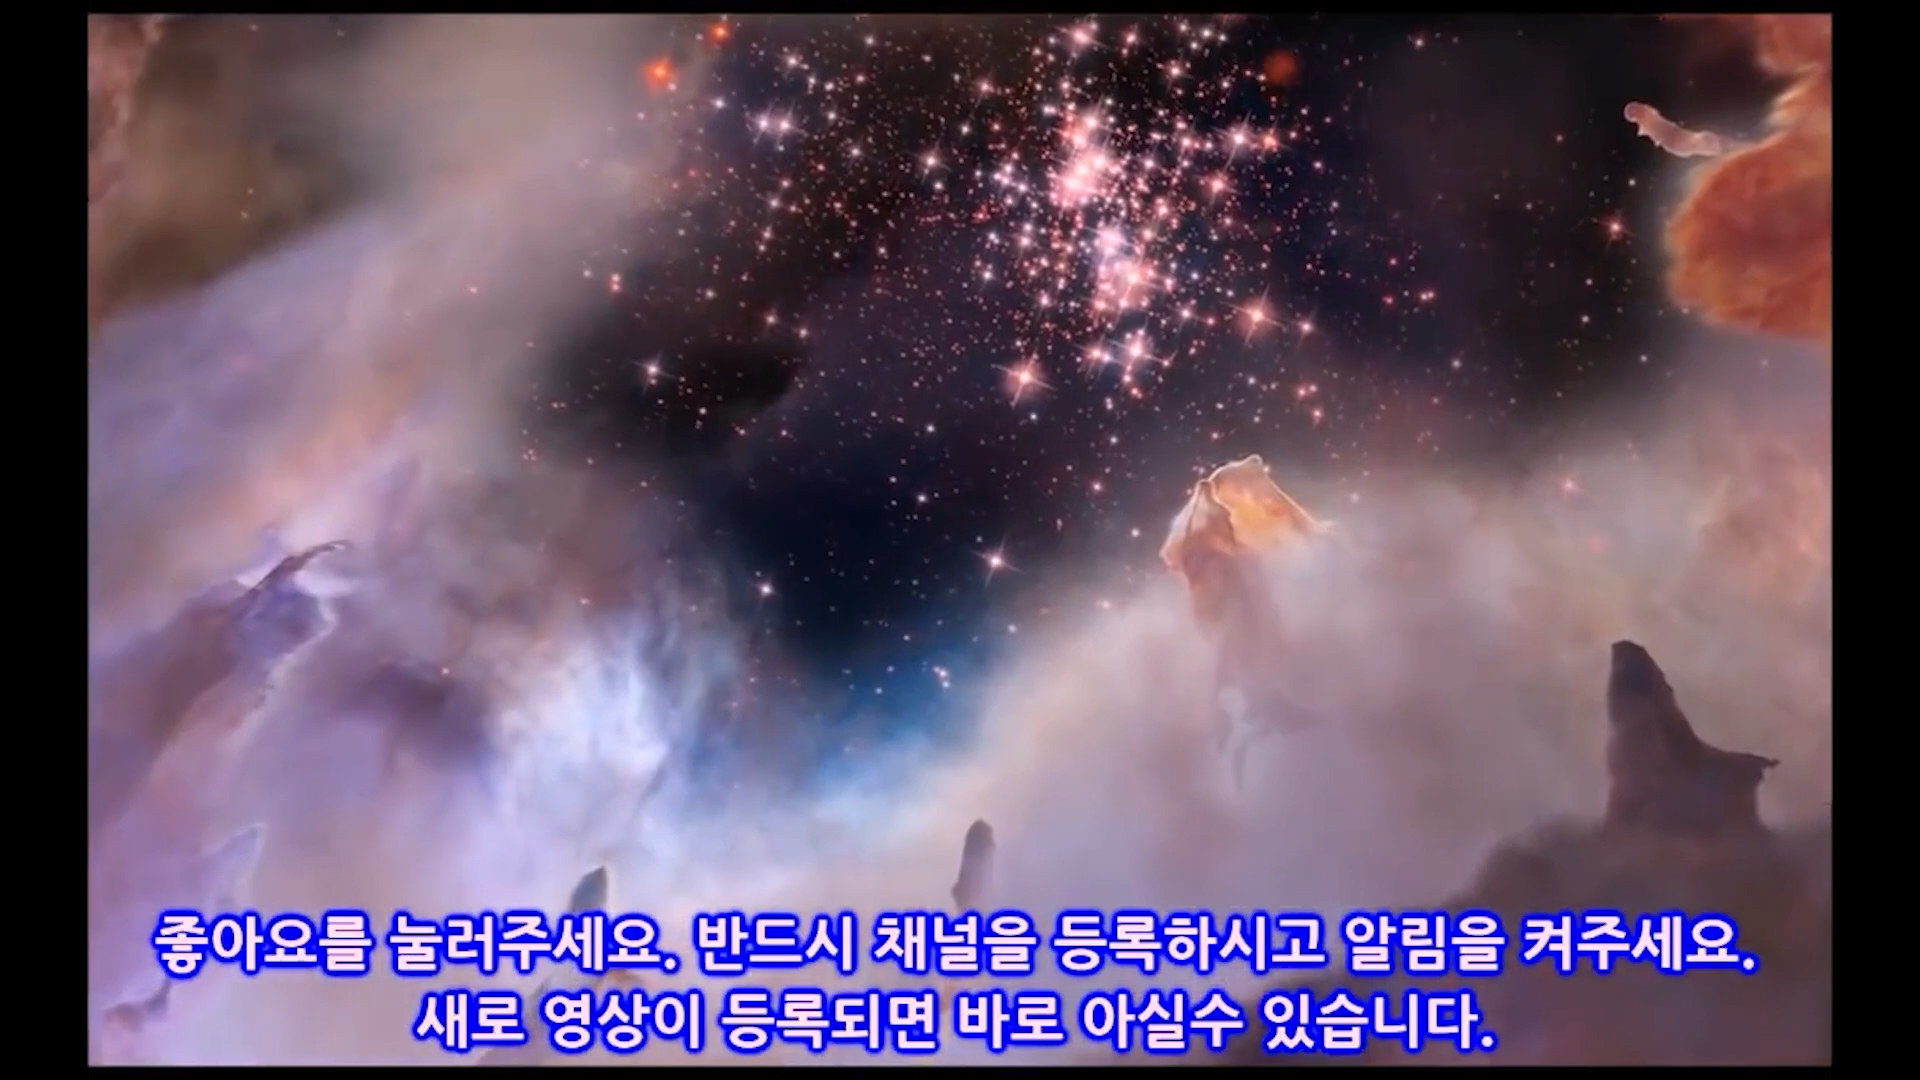 좋아요를 눌러주세요. 반드시 채널을 등록하시고 알림을 켜주세요.
새로 영상이 등록되면 바로 아실수 있습니다.